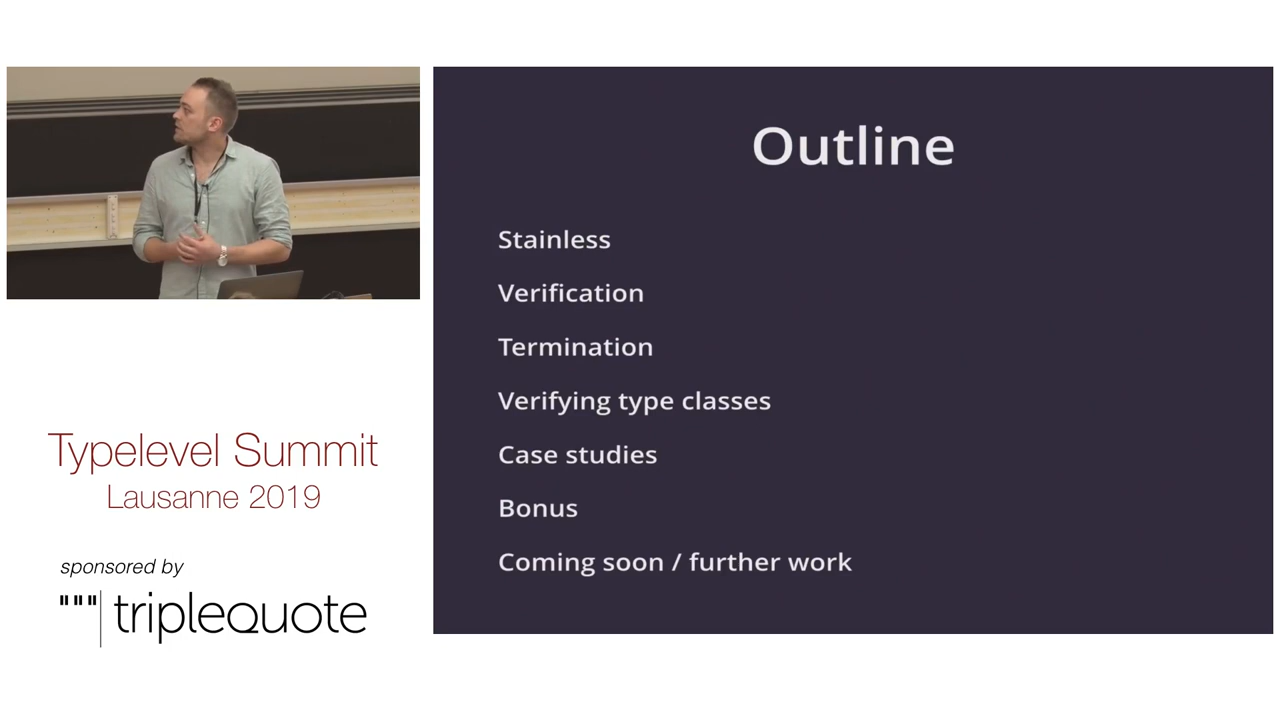 Outline
Stainless
Verification
Termination
Verifying type classes
Case studies
Bonus
Coming soon / further work
Typelevel Summit
Lausanne 2019
sponsored by
"""|triplequote